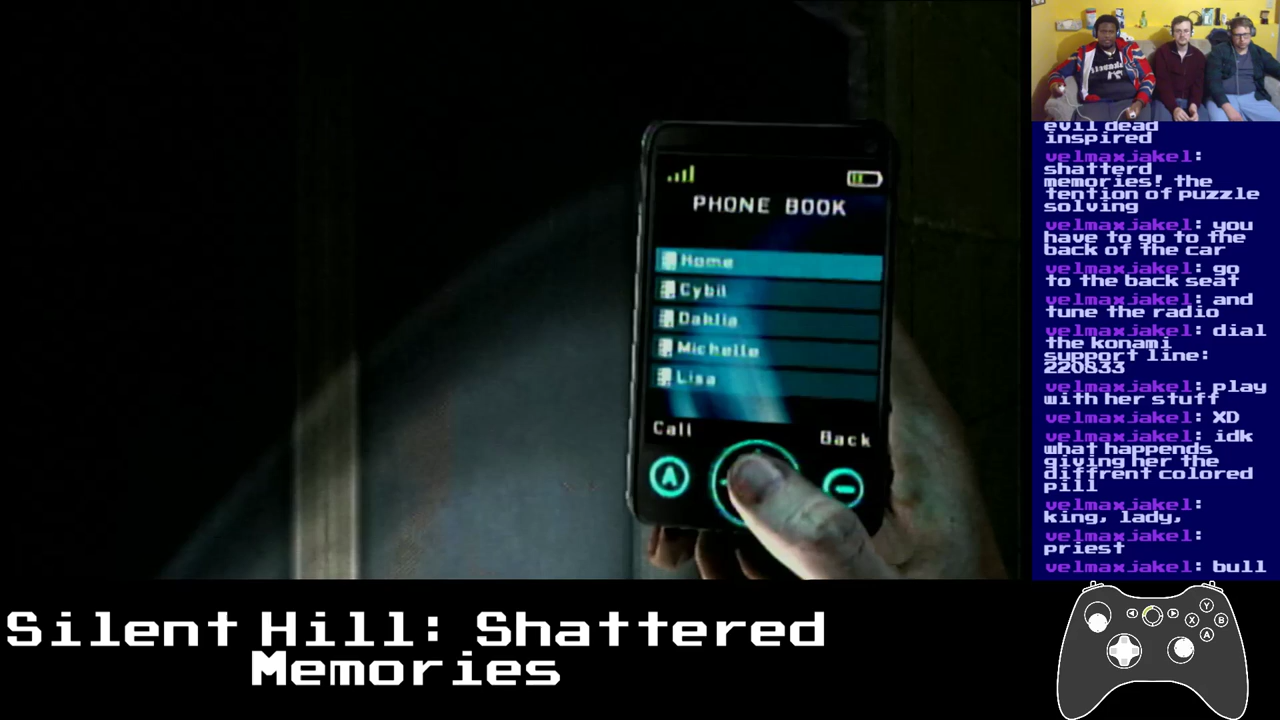 PHONE BOOK
Home
Cybil
Dahlia
Michelle
Lisa
Call
Back
A
evil dead
inspired
velmaxjakel:
shatterd
memories! the
tention of puzzle
solving
velmaxjakel: you
have to go to the
back of the car
velmaxjakel: go
to the back seat
velmaxjakel: and
tune the radio
velmaxjakel: dial
the konami
support line:
220833
velmaxjakel: play
with her stuff
velmaxjakel: XD
velmaxjakel: idk
what happends
giving her the
diffrent colored
pill
velmaxjakel:
king, lady,
velmaxjakel:
priest
velmaxjakel: bull
Silent Hill: Shattered
Memories
Y
X
B
A